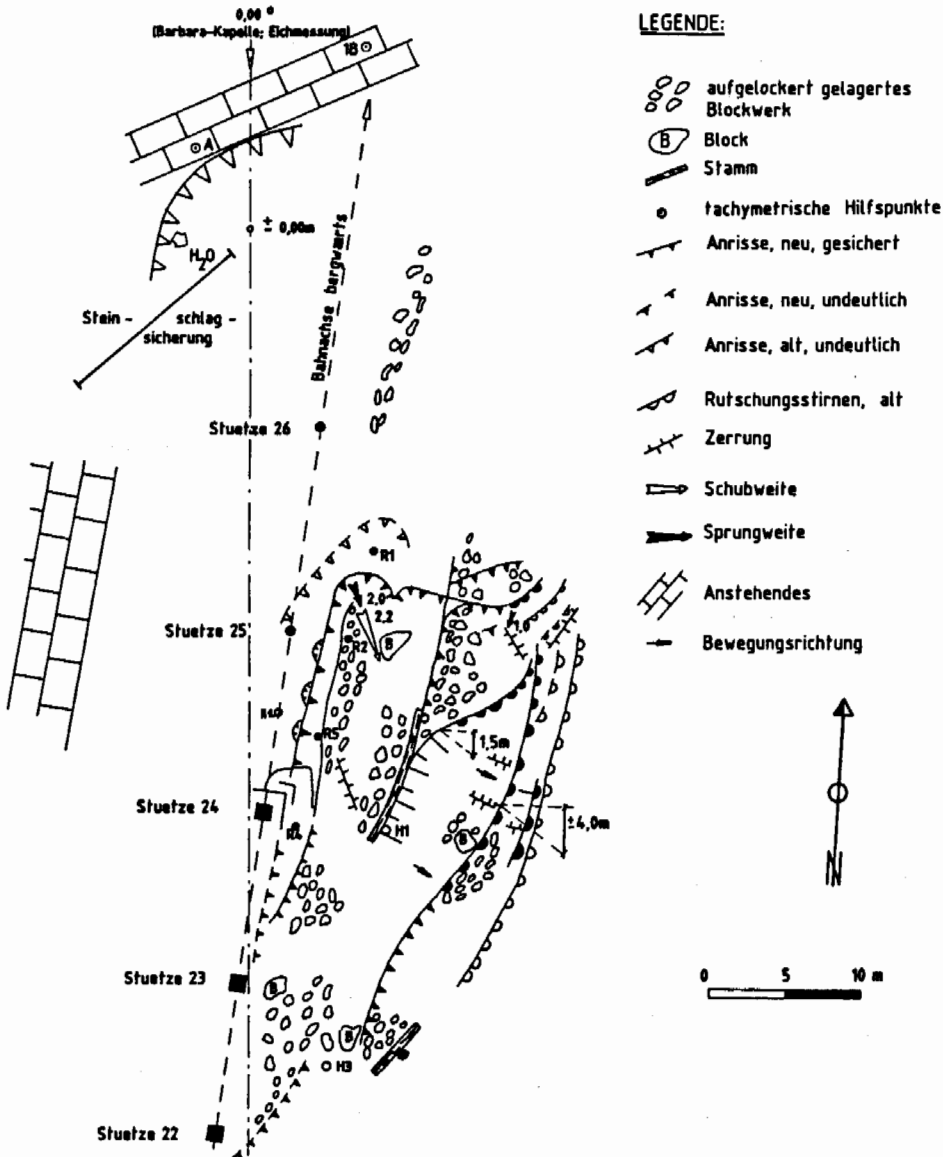 0,00 °
(Barbara-Kapelle; Eichmessung)
1B
A
± 0,00m
H2O
Stein - schlag -
sicherung
Bahnachse bergwärts
Stuetze 26
R1
2,0
2,2
Stuetze 25
R2
B
1,0
R5
1,5m
Stuetze 24
R4
H1
±4,0m
B
Stuetze 23
B
B
H3
Stuetze 22
LEGENDE:
aufgelockert gelagertes
Blockwerk
B Block
Stamm
tachymetrische Hilfspunkte
Anrisse, neu, gesichert
Anrisse, neu, undeutlich
Anrisse, alt, undeutlich
Rutschungsstirnen, alt
Zerrung
Schubweite
Sprungweite
Anstehendes
Bewegungsrichtung
N
0 5 10 m